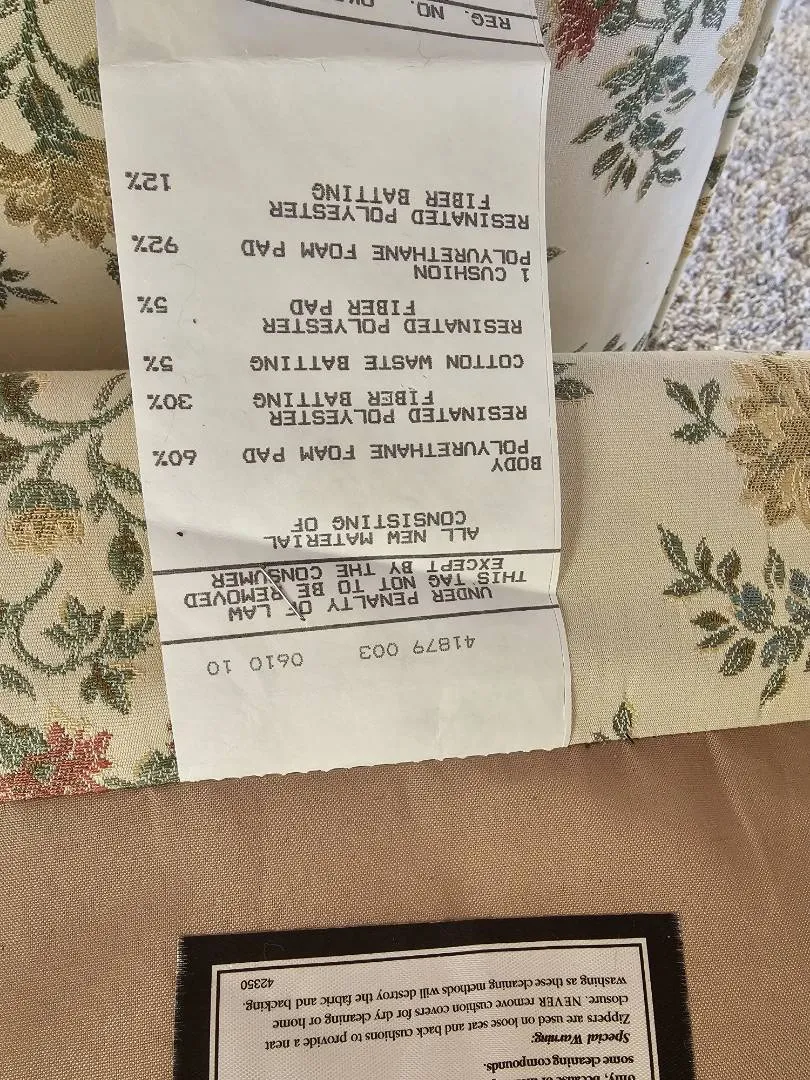 only, because of
some cleaning compounds.
Special Warning:
Zippers are used on loose seat and back cushions to provide a neat
closure. NEVER remove cushion covers for dry cleaning or home
washing as these cleaning methods will destroy the fabric and backing.
42350
41879 003 0610 10
UNDER PENALTY OF LAW
THIS TAG NOT TO BE REMOVED
EXCEPT BY THE CONSUMER
ALL NEW MATERIAL
CONSISTING OF
BODY
POLYURETHANE FOAM PAD 60%
RESINATED POLYESTER
FIBER BATTING 30%
COTTON WASTE BATTING 5%
RESINATED POLYESTER
FIBER PAD 5%
1 CUSHION
POLYURETHANE FOAM PAD 92%
RESINATED POLYESTER
FIBER BATTING 12%
REG. NO.